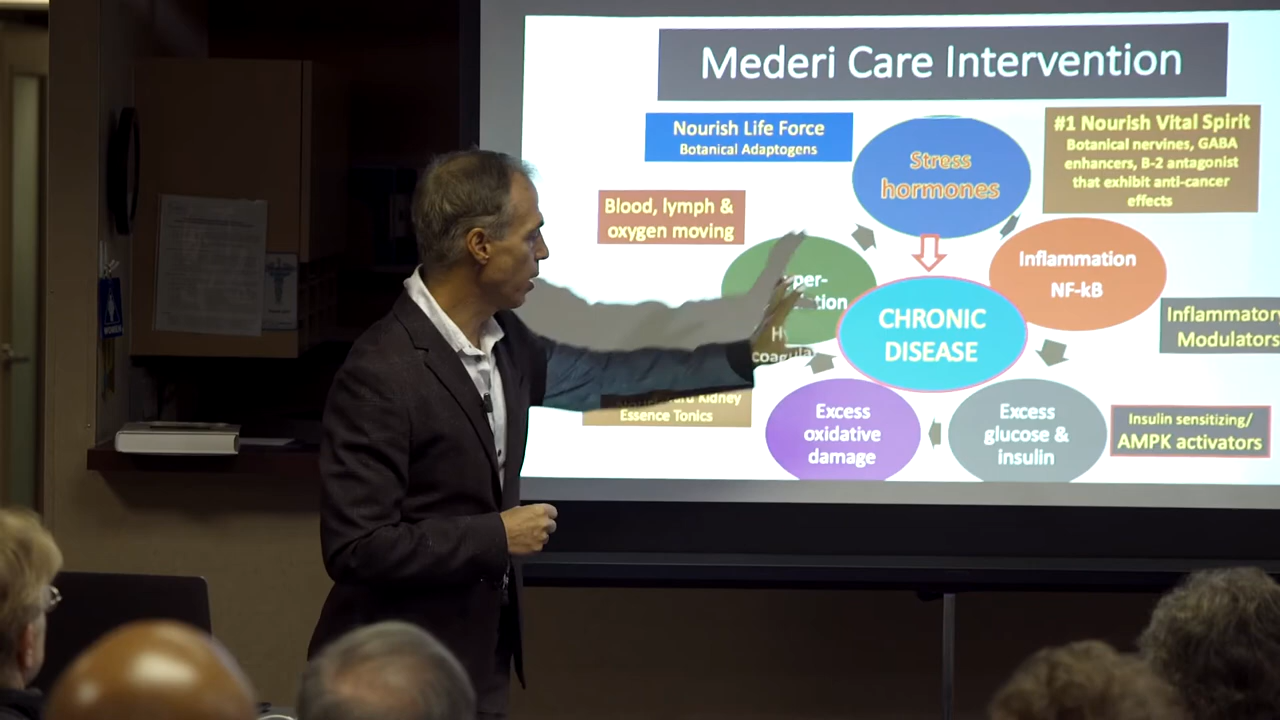 Mederi Care Intervention
Nourish Life Force
Botanical Adaptogens
Stress
hormones
#1 Nourish Vital Spirit
Botanical nervines, GABA
enhancers, B-2 antagonist
that exhibit anti-cancer
effects
Blood, lymph &
oxygen moving
Inflammation
NF-kB
CHRONIC
DISEASE
Inflammatory
Modulators
Kidney
Essence Tonics
Excess
oxidative
damage
Excess
glucose &
insulin
Insulin sensitizing/
AMPK activators
WOMEN